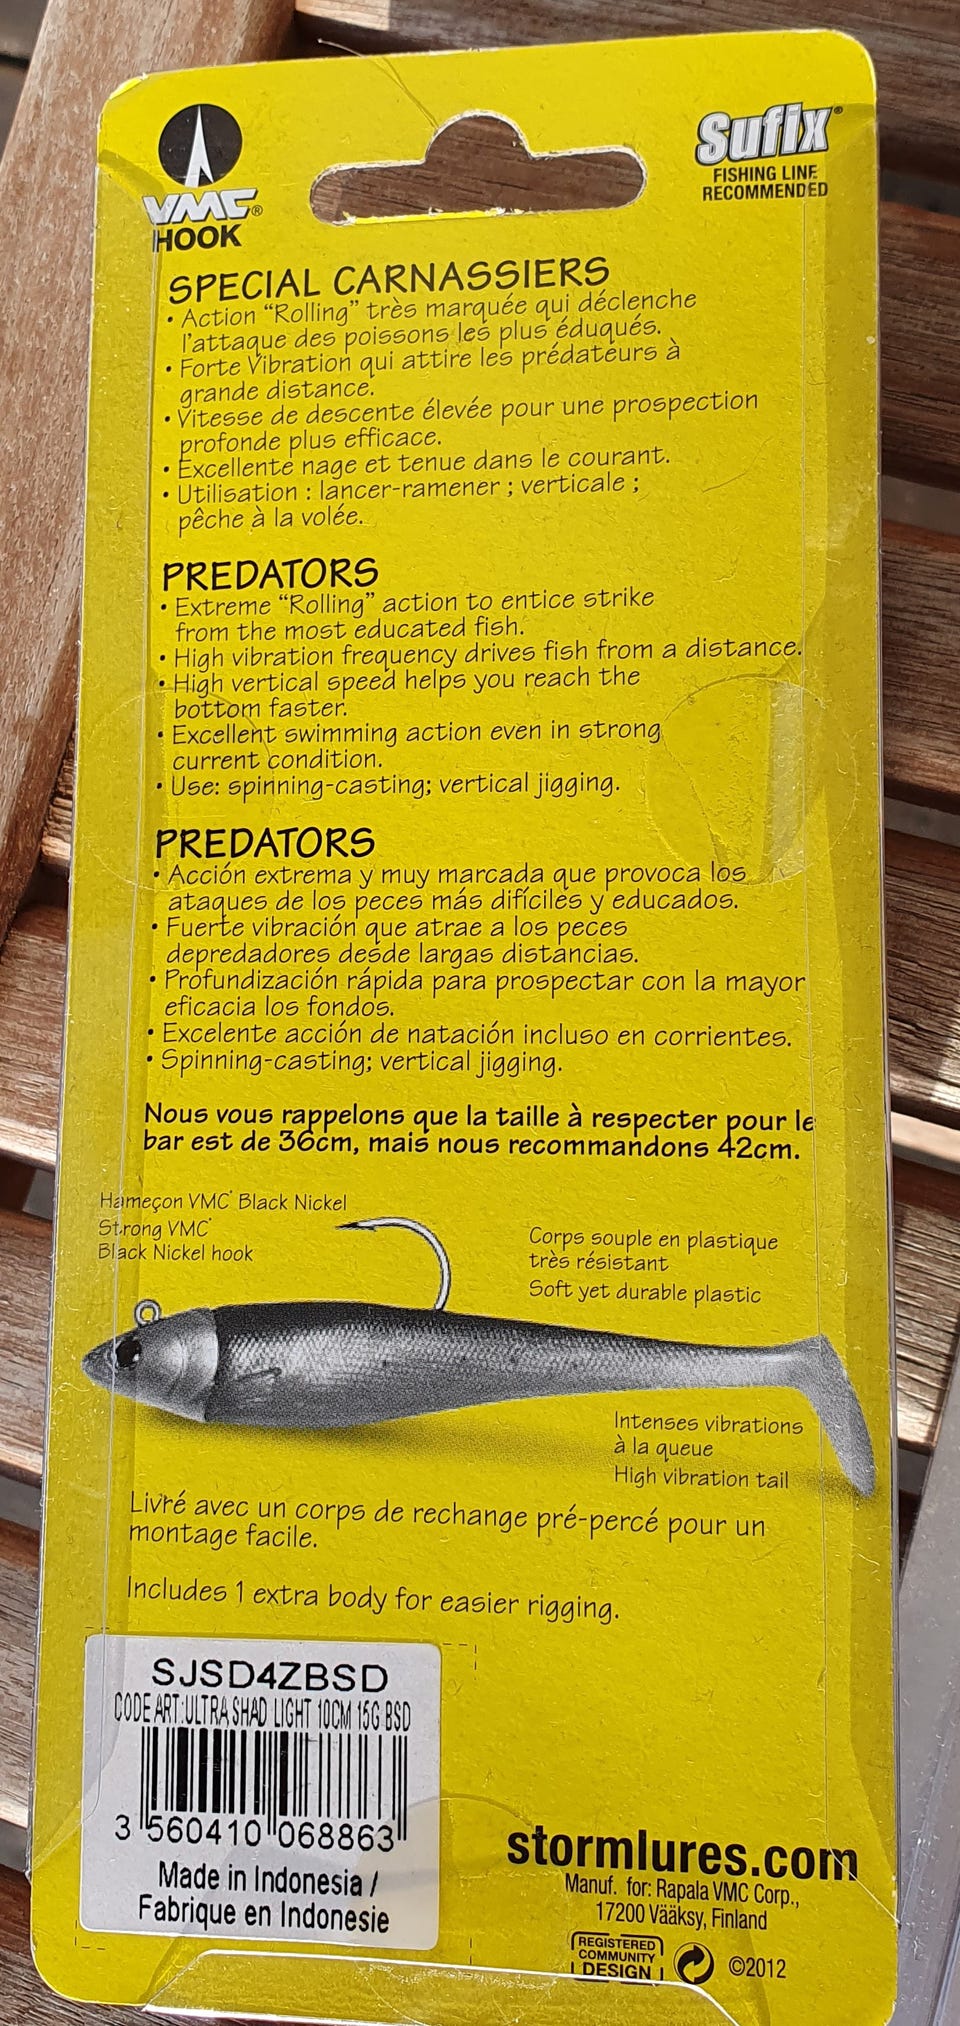 VMC®
HOOK
Sufix®
FISHING LINE
RECOMMENDED
SPECIAL CARNASSIERS
• Action “Rolling” très marquée qui déclenche
l'attaque des poissons les plus éduqués.
• Forte Vibration qui attire les prédateurs à
grande distance.
• Vitesse de descente élevée pour une prospection
profonde plus efficace.
• Excellente nage et tenue dans le courant.
• Utilisation : lancer-ramener ; verticale ;
pêche à la volée.
PREDATORS
• Extreme “Rolling” action to entice strike
from the most educated fish.
• High vibration frequency drives fish from a distance.
• High vertical speed helps you reach the
bottom faster.
• Excellent swimming action even in strong
current condition.
• Use: spinning-casting; vertical jigging.
PREDATORS
• Acción extrema y muy marcada que provoca los
ataques de los peces más difíciles y educados.
• Fuerte vibración que atrae a los peces
depredadores desde largas distancias.
• Profundización rápida para prospectar con la mayor
eficacia los fondos.
• Excelente acción de natación incluso en corrientes.
• Spinning-casting; vertical jigging.
Nous vous rappelons que la taille à respecter pour le
bar est de 36cm, mais nous recommandons 42cm.
Hameçon VMC® Black Nickel
Strong VMC®
Black Nickel hook
Corps souple en plastique
très résistant
Soft yet durable plastic
Intenses vibrations
à la queue
High vibration tail
Livré avec un corps de rechange pré-percé pour un
montage facile.
Includes 1 extra body for easier rigging.
SJSD4ZBSD
CODE ART:ULTRA SHAD LIGHT 10CM 15G BSD
3 560410 068863
Made in Indonesia /
Fabrique en Indonesie
stormlures.com
Manuf. for: Rapala VMC Corp.,
17200 Vääksy, Finland
REGISTERED
COMMUNITY
DESIGN
©2012